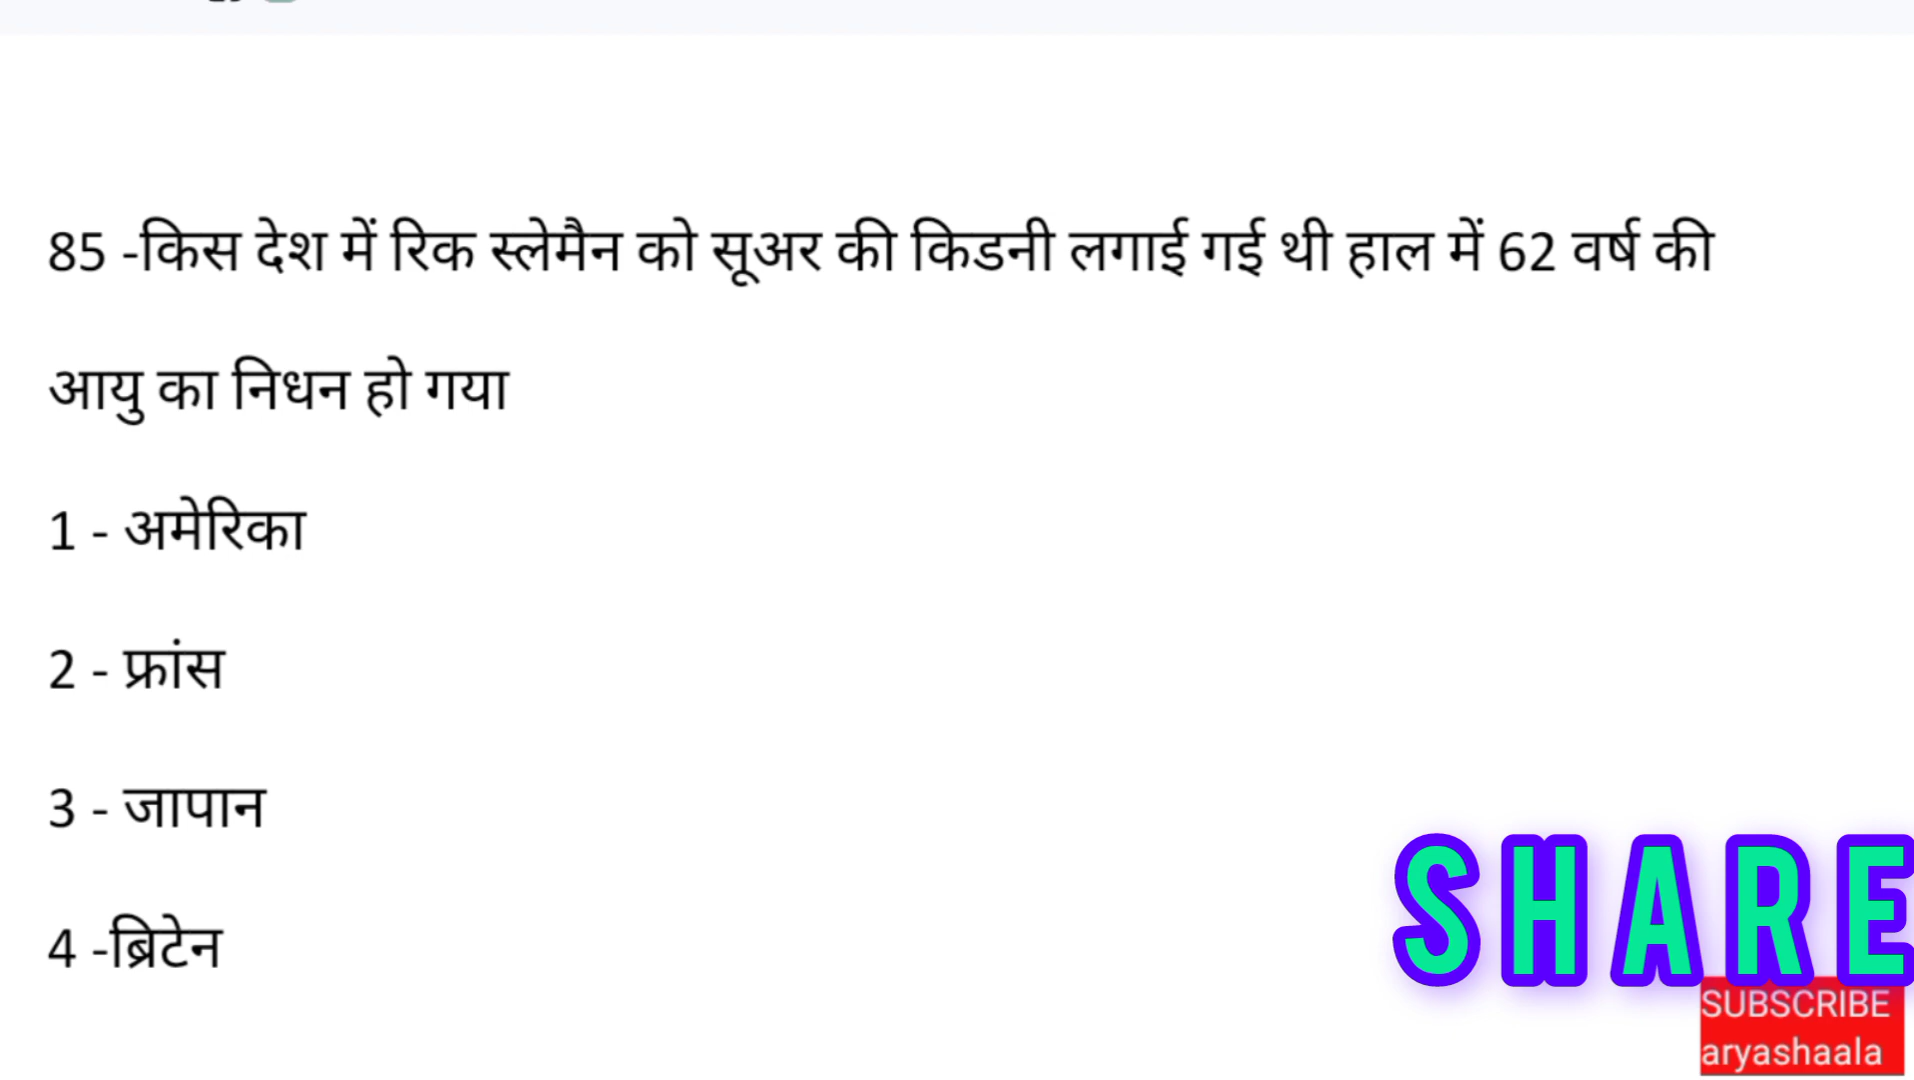 85 -किस देश में रिक स्लेमैन को सूअर की किडनी लगाई गई थी हाल में 62 वर्ष की
आयु का निधन हो गया
1 - अमेरिका
2 - फ्रांस
3 - जापान
4 -ब्रिटेन
SHARE
SUBSCRIBE
aryashaala